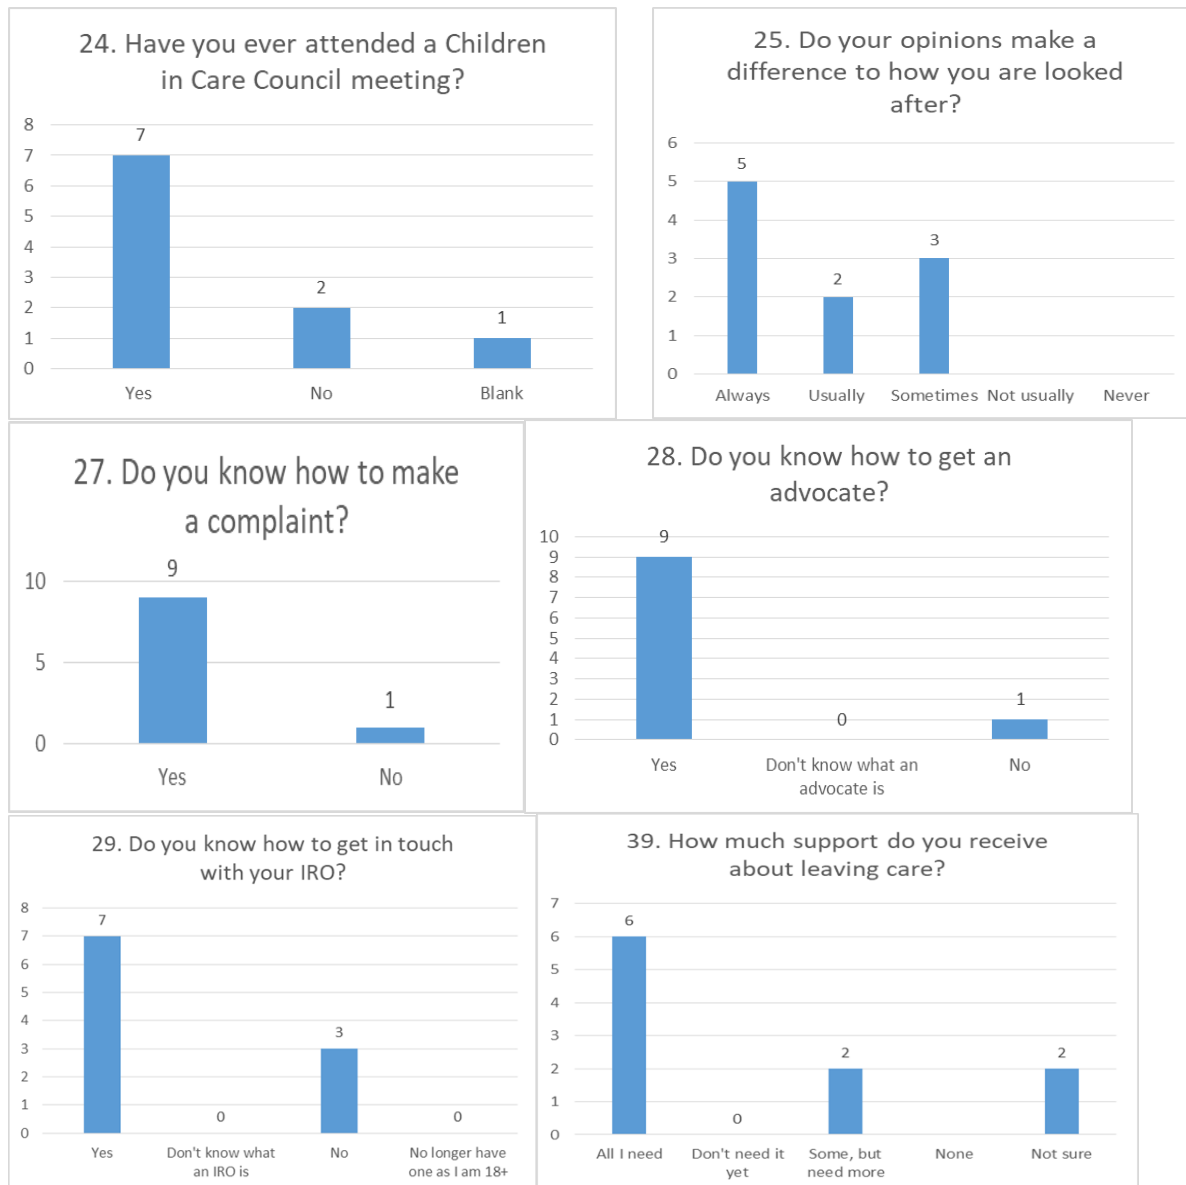 24. Have you ever attended a Children
in Care Council meeting?
8
7
6
5
4
3
2
1
0
7
2
1
Yes
No
Blank
25. Do your opinions make a
difference to how you are looked
after?
6
5
4
3
2
1
0
5
2
3
Always
Usually
Sometimes
Not usually
Never
27. Do you know how to make
a complaint?
10
5
0
9
1
Yes
No
28. Do you know how to get an
advocate?
10
9
8
7
6
5
4
3
2
1
0
9
0
1
Yes
Don't know what an
advocate is
No
29. Do you know how to get in touch
with your IRO?
8
7
6
5
4
3
2
1
0
7
0
3
0
Yes
Don't know what
an IRO is
No
No longer have
one as I am 18+
39. How much support do you receive
about leaving care?
7
6
5
4
3
2
1
0
6
0
2
2
All I need
Don't need it
yet
Some, but
need more
None
Not sure